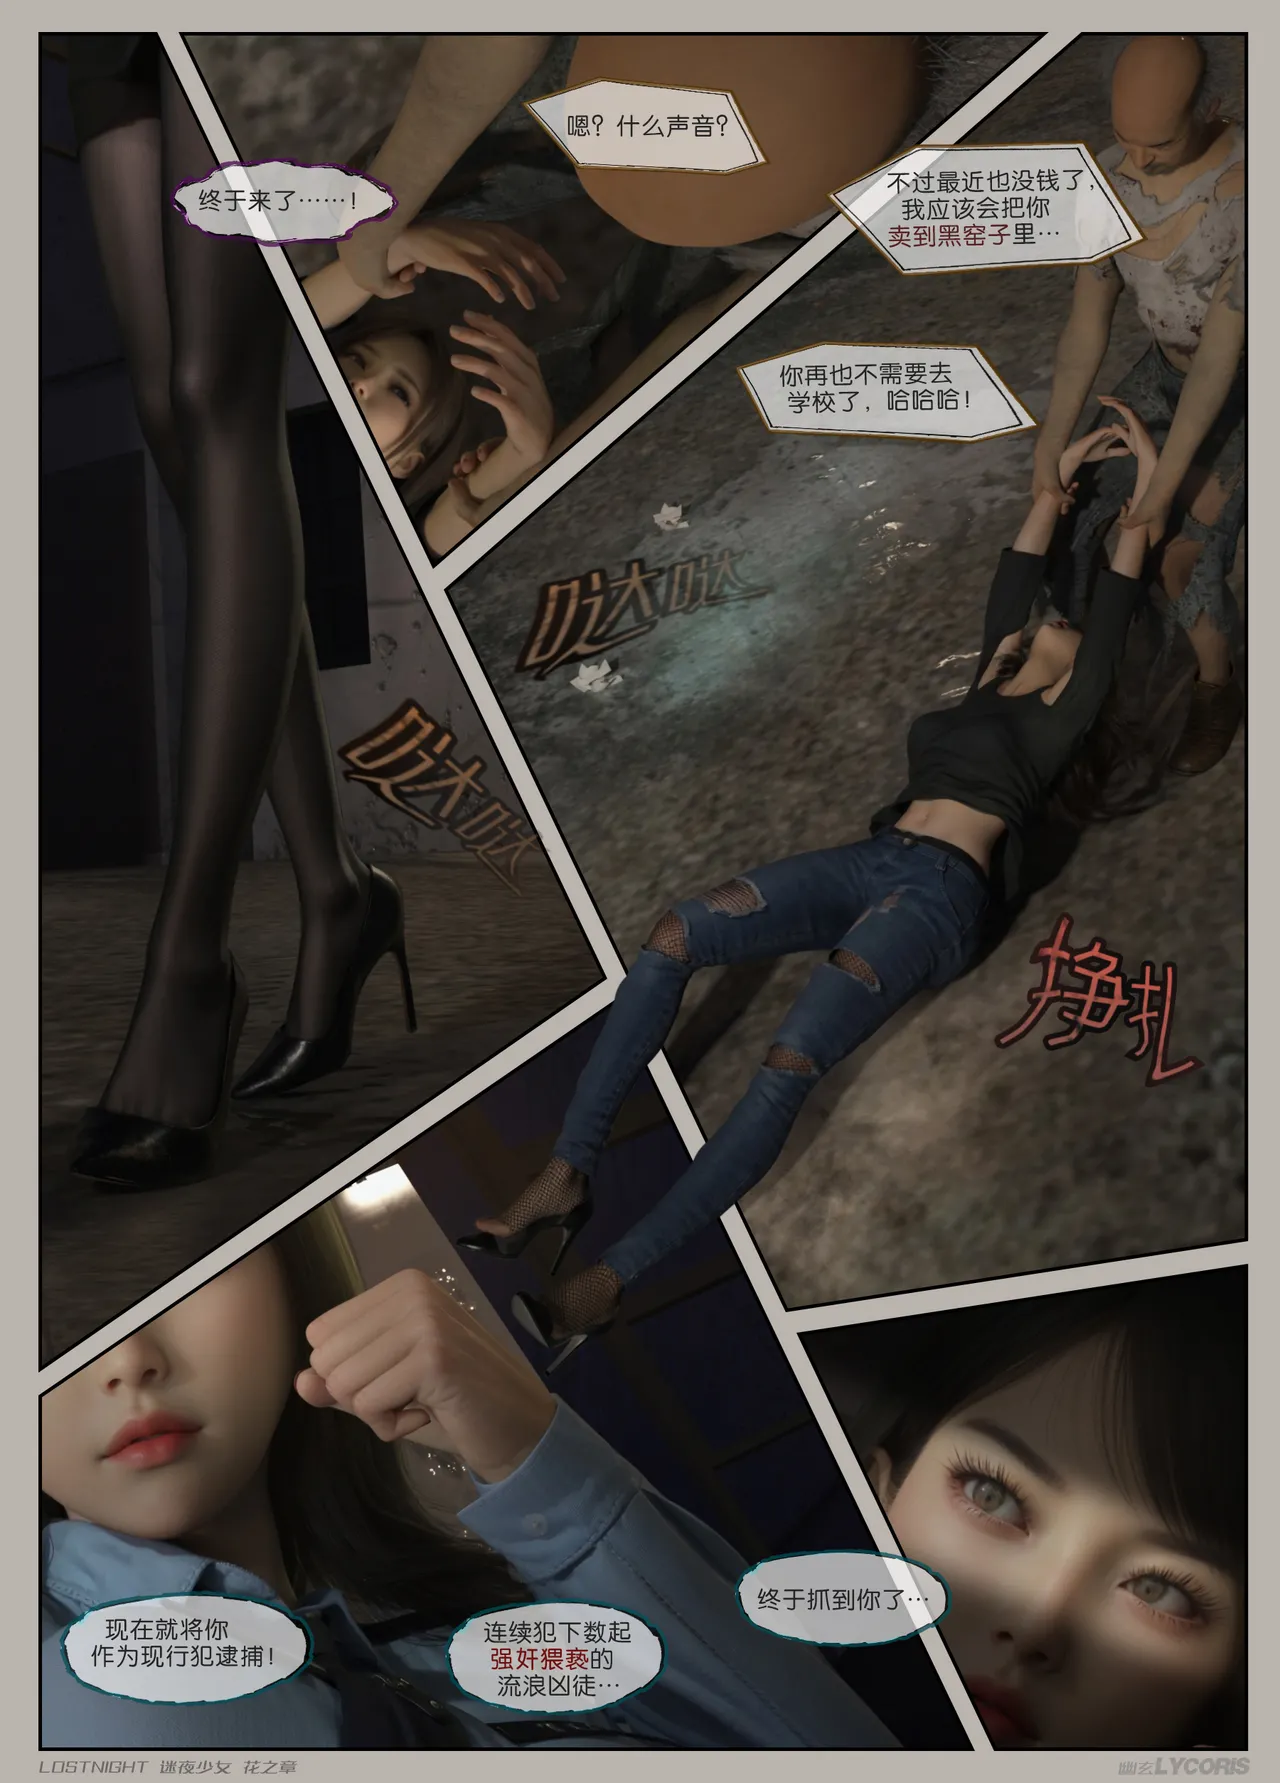 嗯？什么声音？
终于来了……！
不过最近也没钱了，
我应该会把你
卖到黑窑子里…
你再也不需要去
学校了，哈哈哈！
哒哒
哒哒
挣扎
终于抓到你了…
连续犯下数起
强奸猥亵的
流浪凶徒…
现在就将你
作为现行犯逮捕！
LOSTNIGHT 迷夜少女 花之章
幽玄LYCORIS